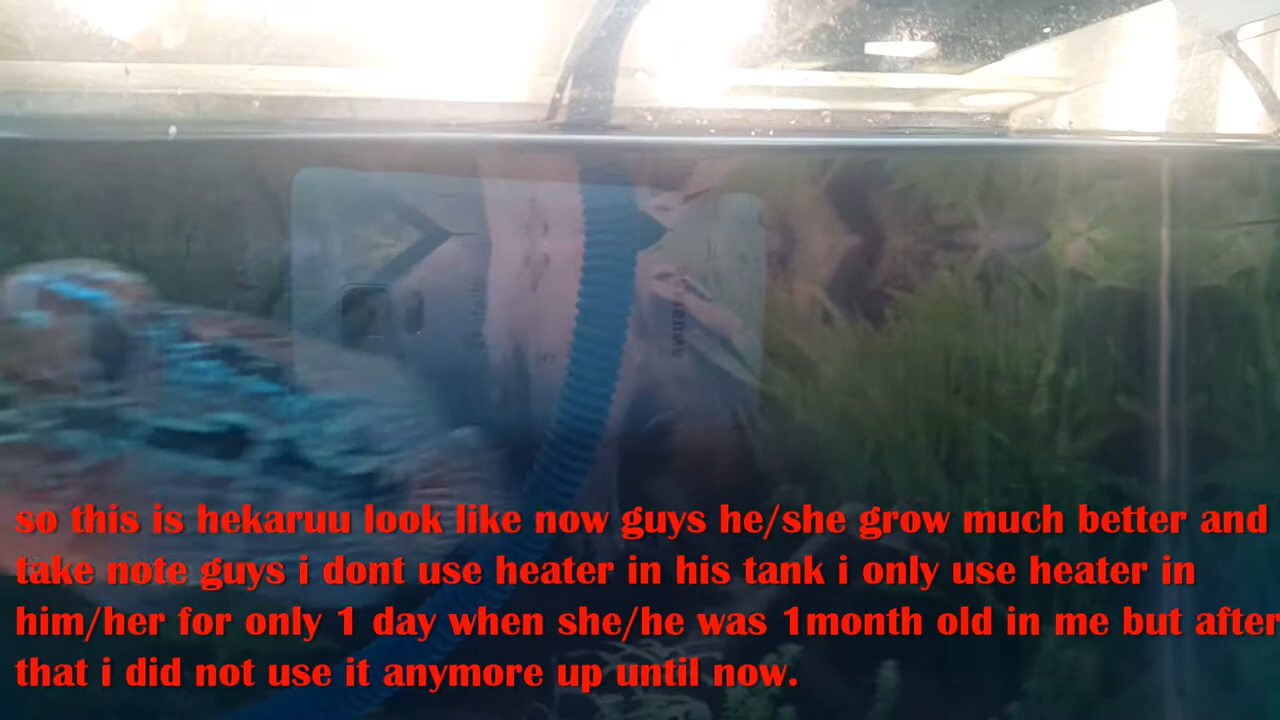 so this is hekaruu look like now guys he/she grow much better and
take note guys i dont use heater in his tank i only use heater in
him/her for only 1 day when she/he was 1month old in me but after
that i did not use it anymore up until now.